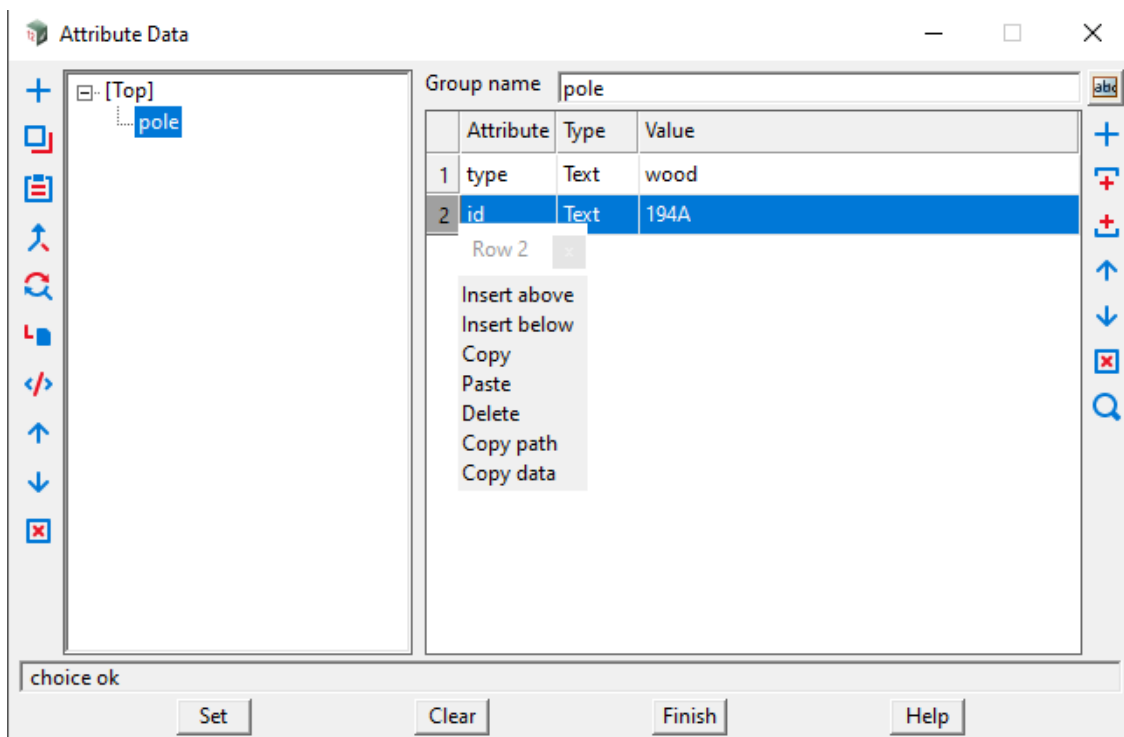 Attribute Data
[Top]
pole
Group name pole
abc
Attribute Type Value
1 type Text wood
2 id Text 194A
Row 2 x
Insert above
Insert below
Copy
Paste
Delete
Copy path
Copy data
choice ok
Set Clear Finish Help